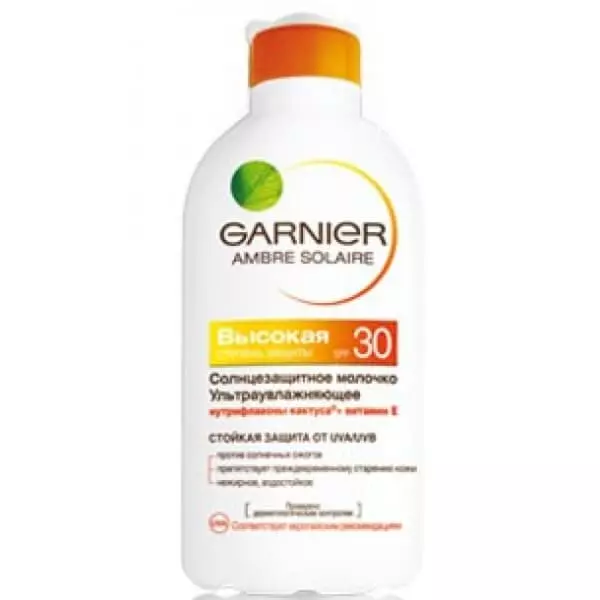 GARNIER
AMBRE SOLAIRE
Высокая
степень защиты SPF 30
Солнцезащитное молочко
Ультраувлажняющее
нутрифлавоны кактуса + витамин Е
СТОЙКАЯ ЗАЩИТА ОТ UVA/UVB
против солнечных ожогов
препятствует преждевременному старению кожи
нежирное, водостойкое
Проверено
дерматологическим контролем
UVA Соответствует европейским рекомендациям